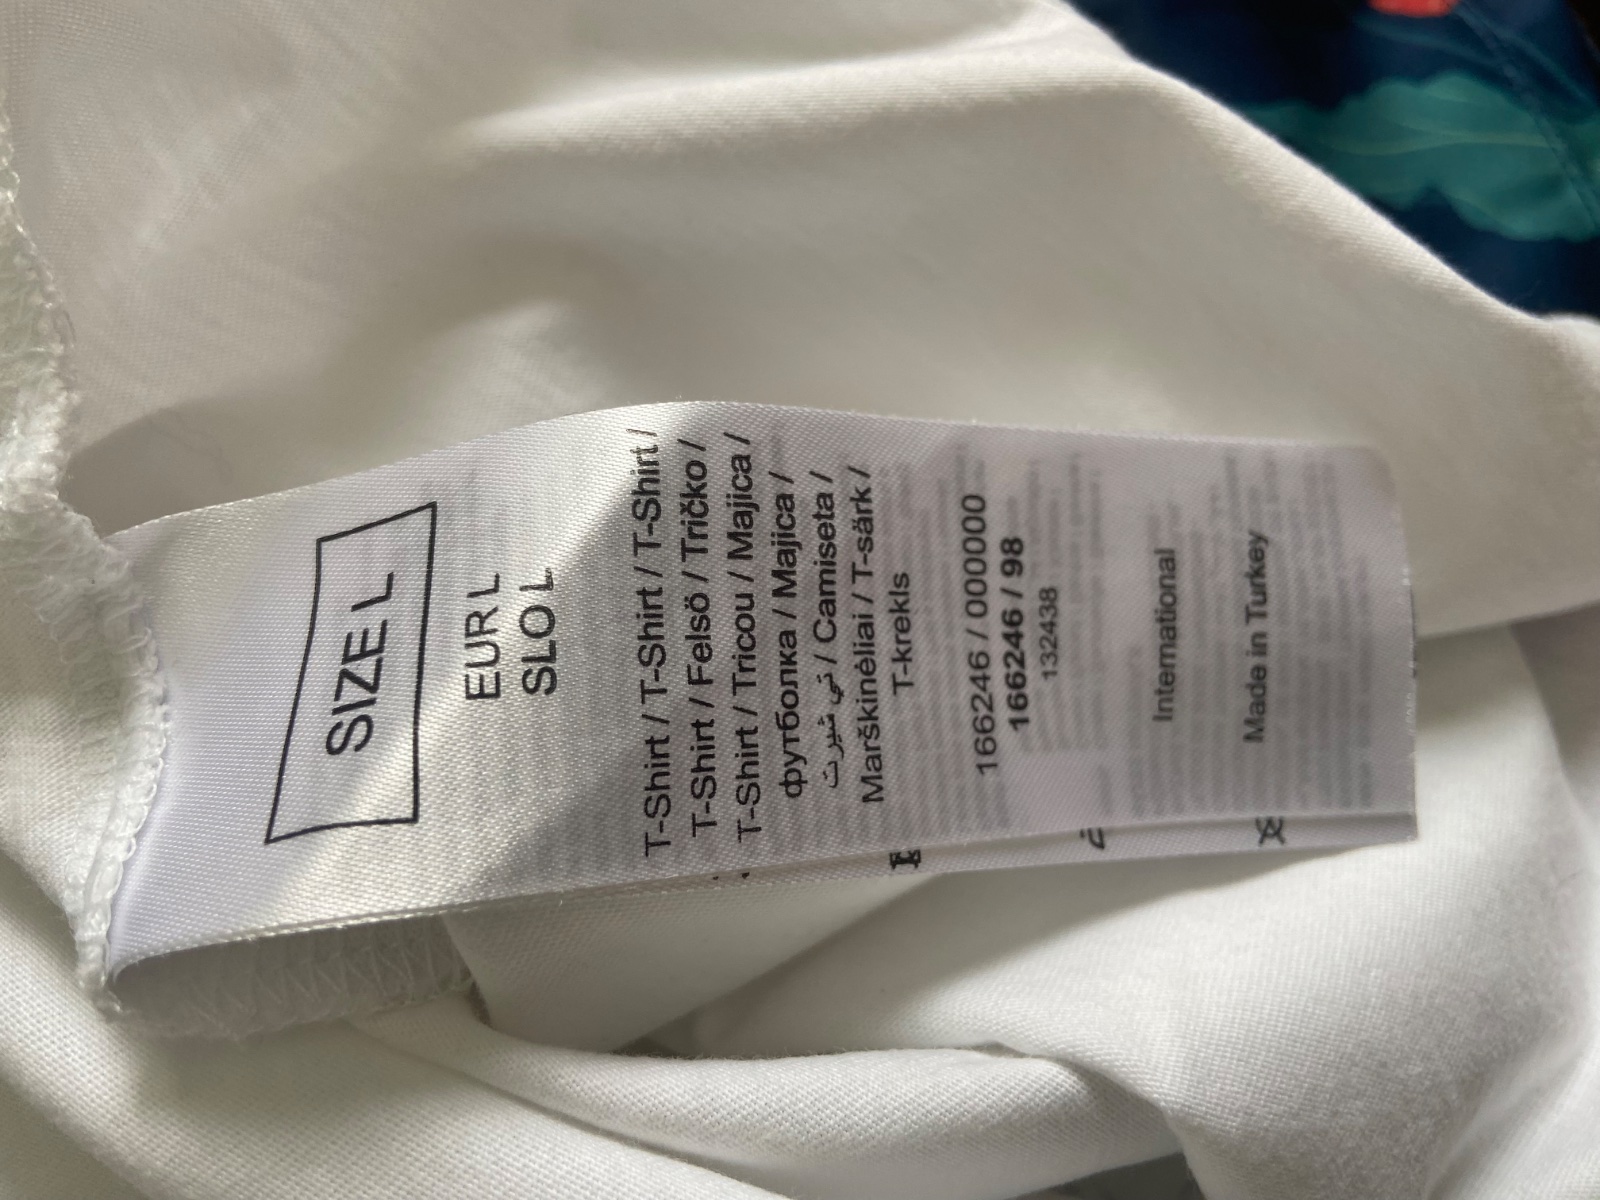 SIZE L
EUR L
SLO L
T-Shirt / T-Shirt / T-Shirt /
T-Shirt / Felsö / Tričko /
T-Shirt / Tricou / Majica /
футболка / Majica /
تي شيرت / Camiseta /
Marškinėliai / T-särk /
T-krekls
166246 / 000000
166246 / 98
132438
International
Made in Turkey